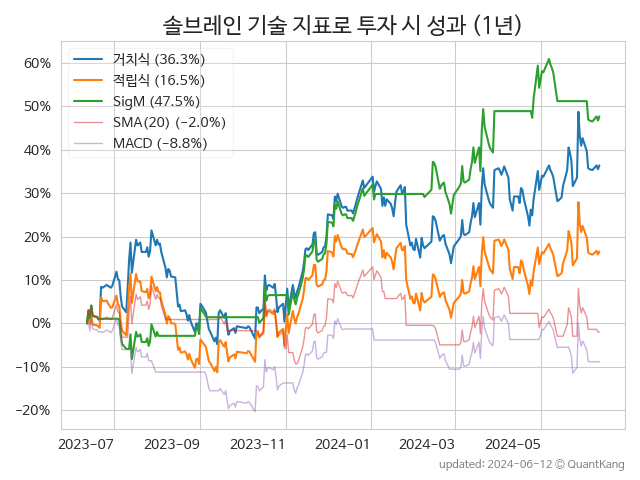 솔브레인 기술 지표로 투자 시 성과 (1년)
거치식 (36.3%)
적립식 (16.5%)
SigM (47.5%)
SMA(20) (−2.0%)
MACD (−8.8%)
60%
50%
40%
30%
20%
10%
0%
−10%
−20%
2023-07 2023-09 2023-11 2024-01 2024-03 2024-05
updated: 2024-06-12 © QuantKang